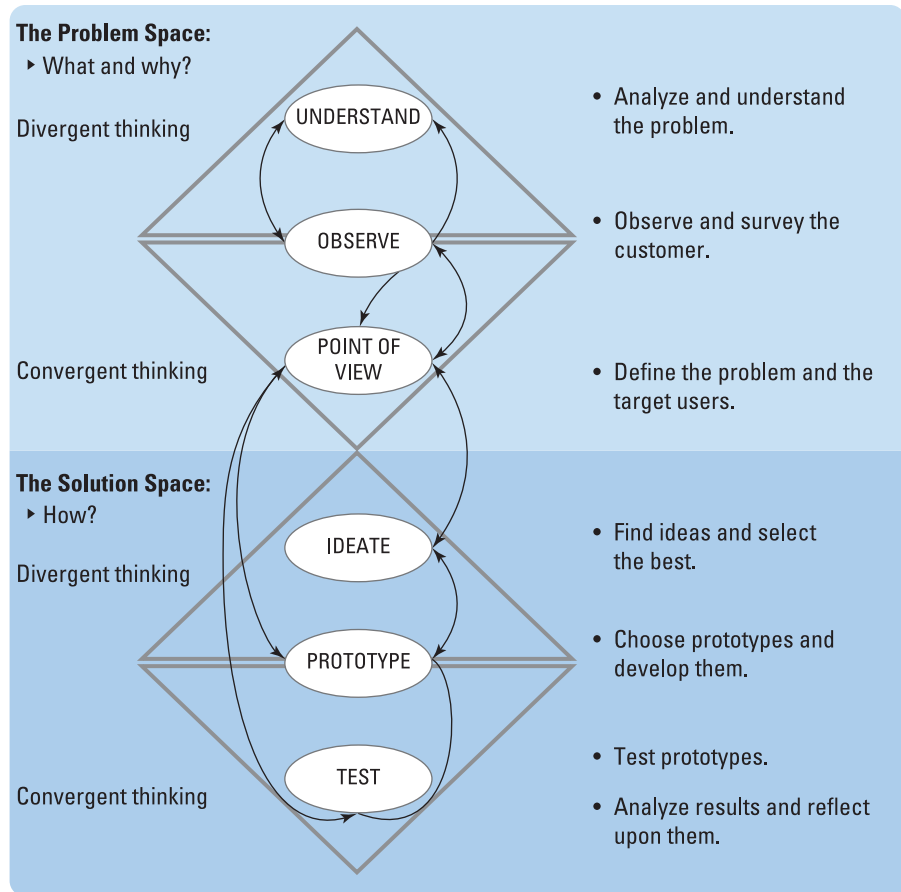 The Problem Space:
▸ What and why?
Divergent thinking
UNDERSTAND
• Analyze and understand
the problem.
OBSERVE
• Observe and survey the
customer.
Convergent thinking
POINT OF
VIEW
• Define the problem and the
target users.
The Solution Space:
▸ How?
Divergent thinking
IDEATE
• Find ideas and select
the best.
PROTOTYPE
• Choose prototypes and
develop them.
Convergent thinking
TEST
• Test prototypes.
• Analyze results and reflect
upon them.